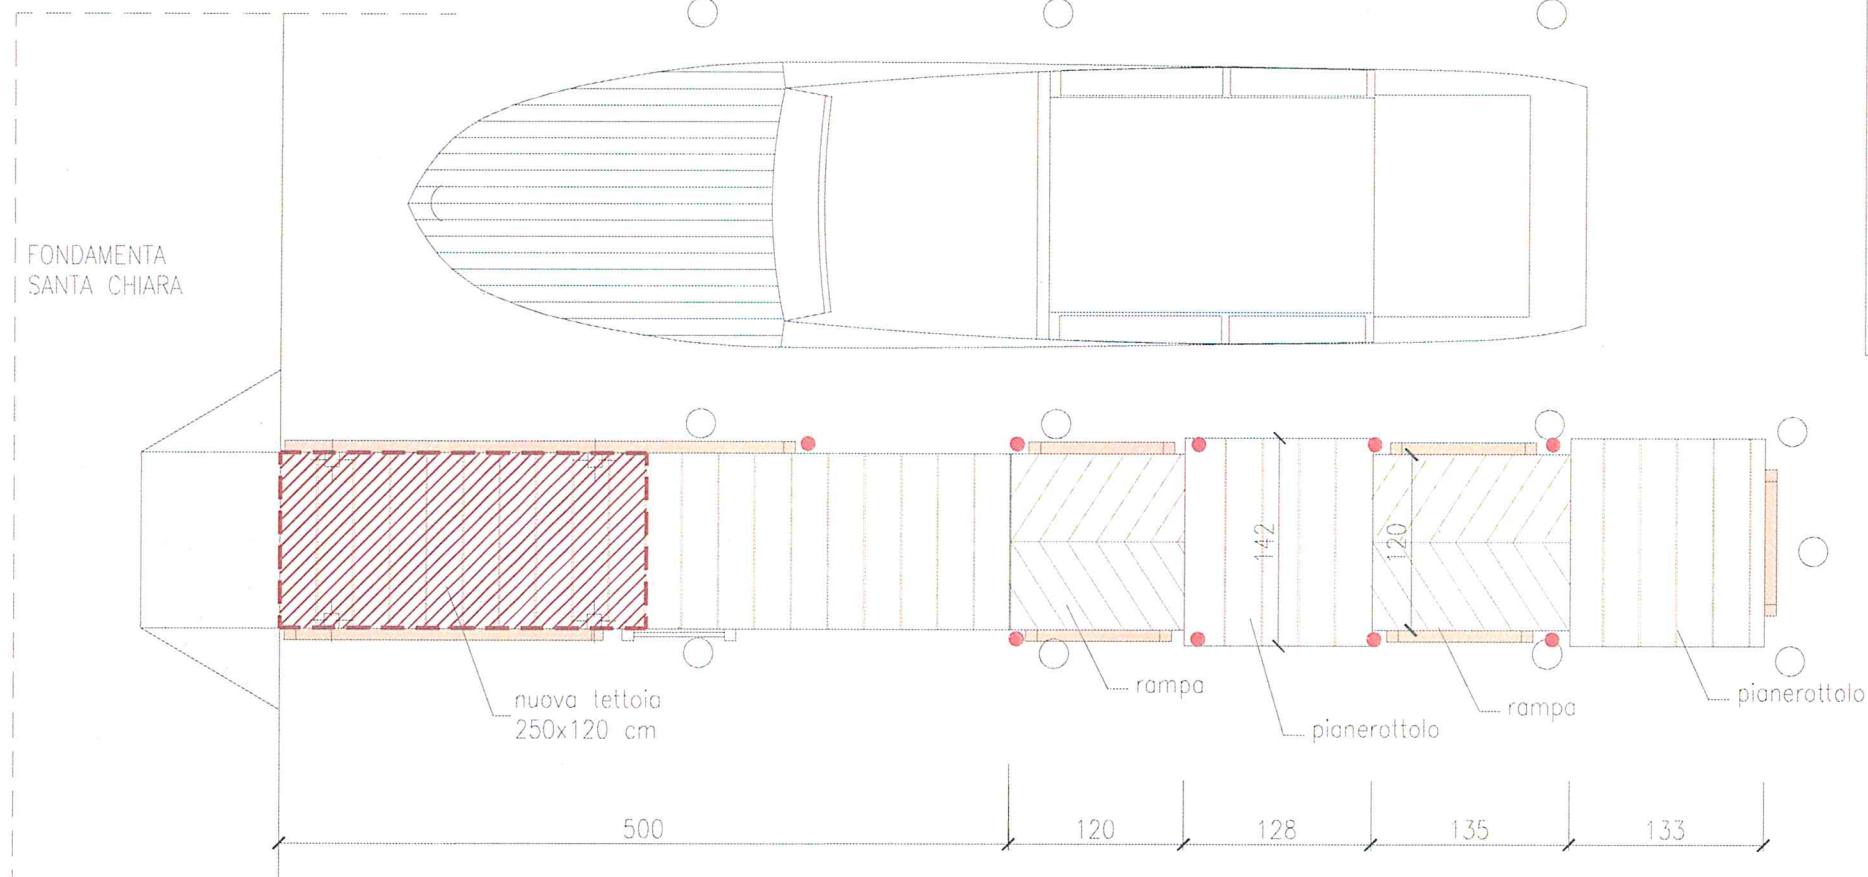 FONDAMENTA
SANTA CHIARA
142
120
nuova tettoia
250x120 cm
rampa
pianerottolo
rampa
pianerottolo
500
120
128
135
133